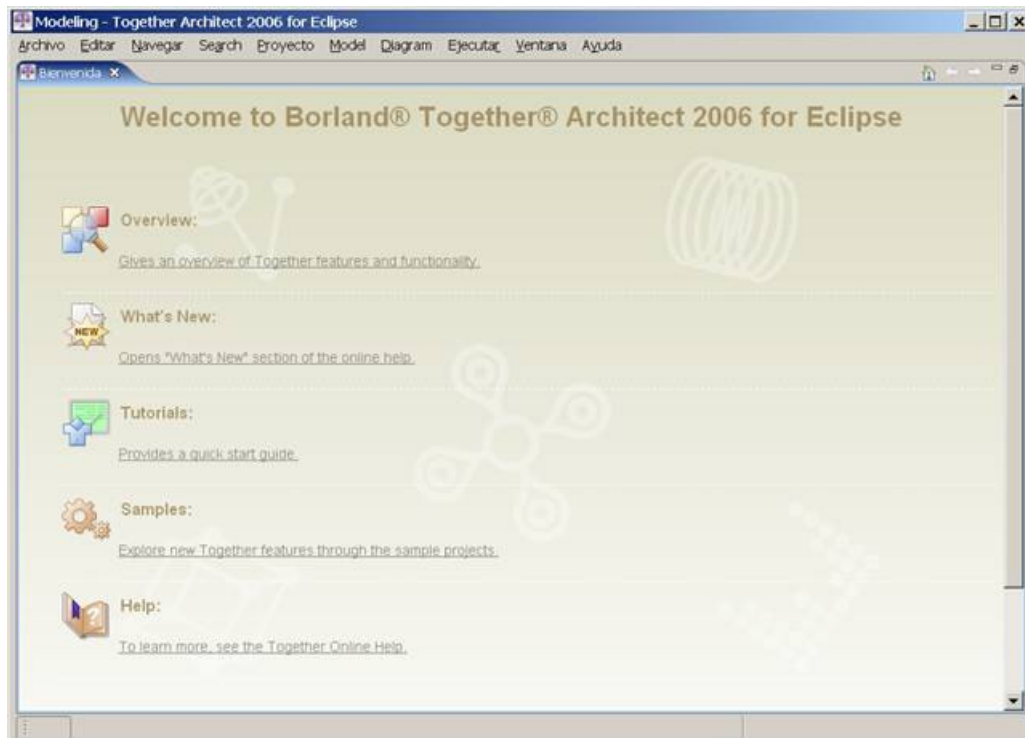 Modeling - Together Architect 2006 for Eclipse
Archivo Editar Navegar Search Proyecto Model Diagram Ejecutar Ventana Ayuda
Bienvenida
Welcome to Borland® Together® Architect 2006 for Eclipse
Overview:
Gives an overview of Together features and functionality.
What's New:
NEW
Opens "What's New" section of the online help.
Tutorials:
Provides a quick start guide.
Samples:
Explore new Together features through the sample projects.
Help:
To learn more, see the Together Online Help.